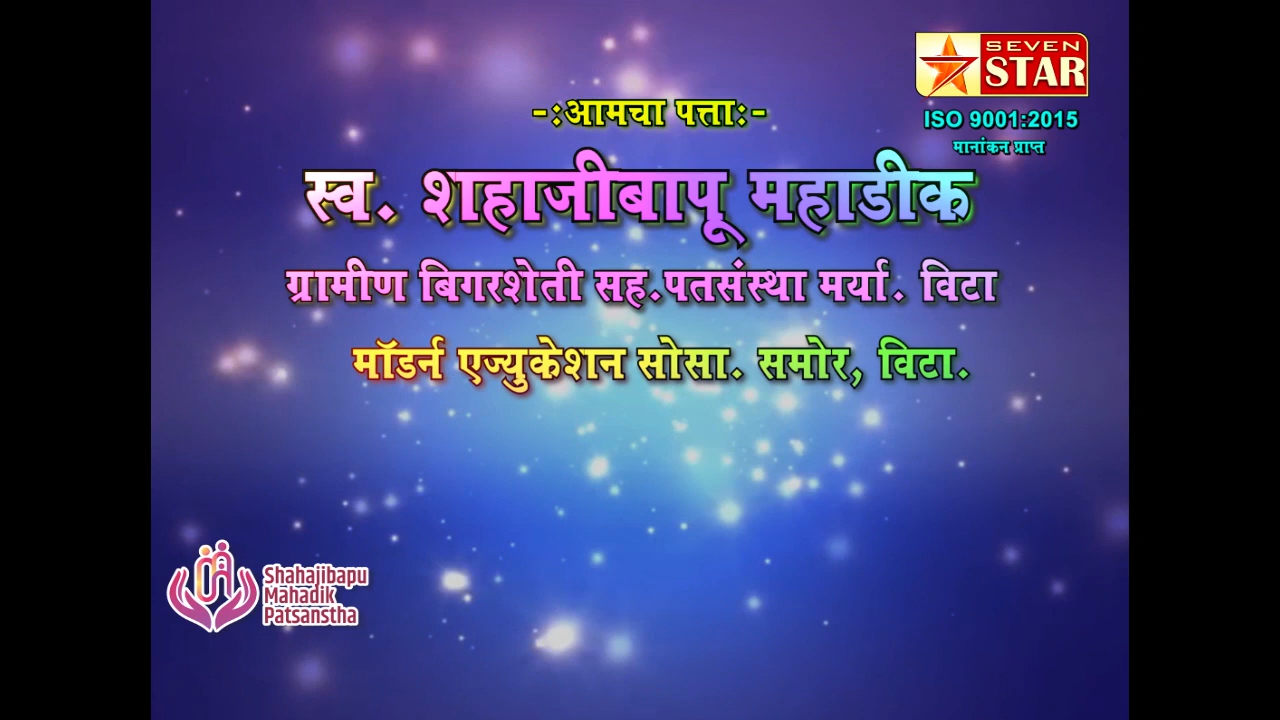 SEVEN
STAR
ISO 9001:2015
मानांकन प्राप्त
-:आमचा पत्ता:-
स्व. शहाजीबापू महाडीक
ग्रामीण बिगरशेती सह.पतसंस्था मर्या. विटा
मॉडर्न एज्युकेशन सोसा. समोर, विटा.
Shahajibapu
Mahadik
Patsanstha